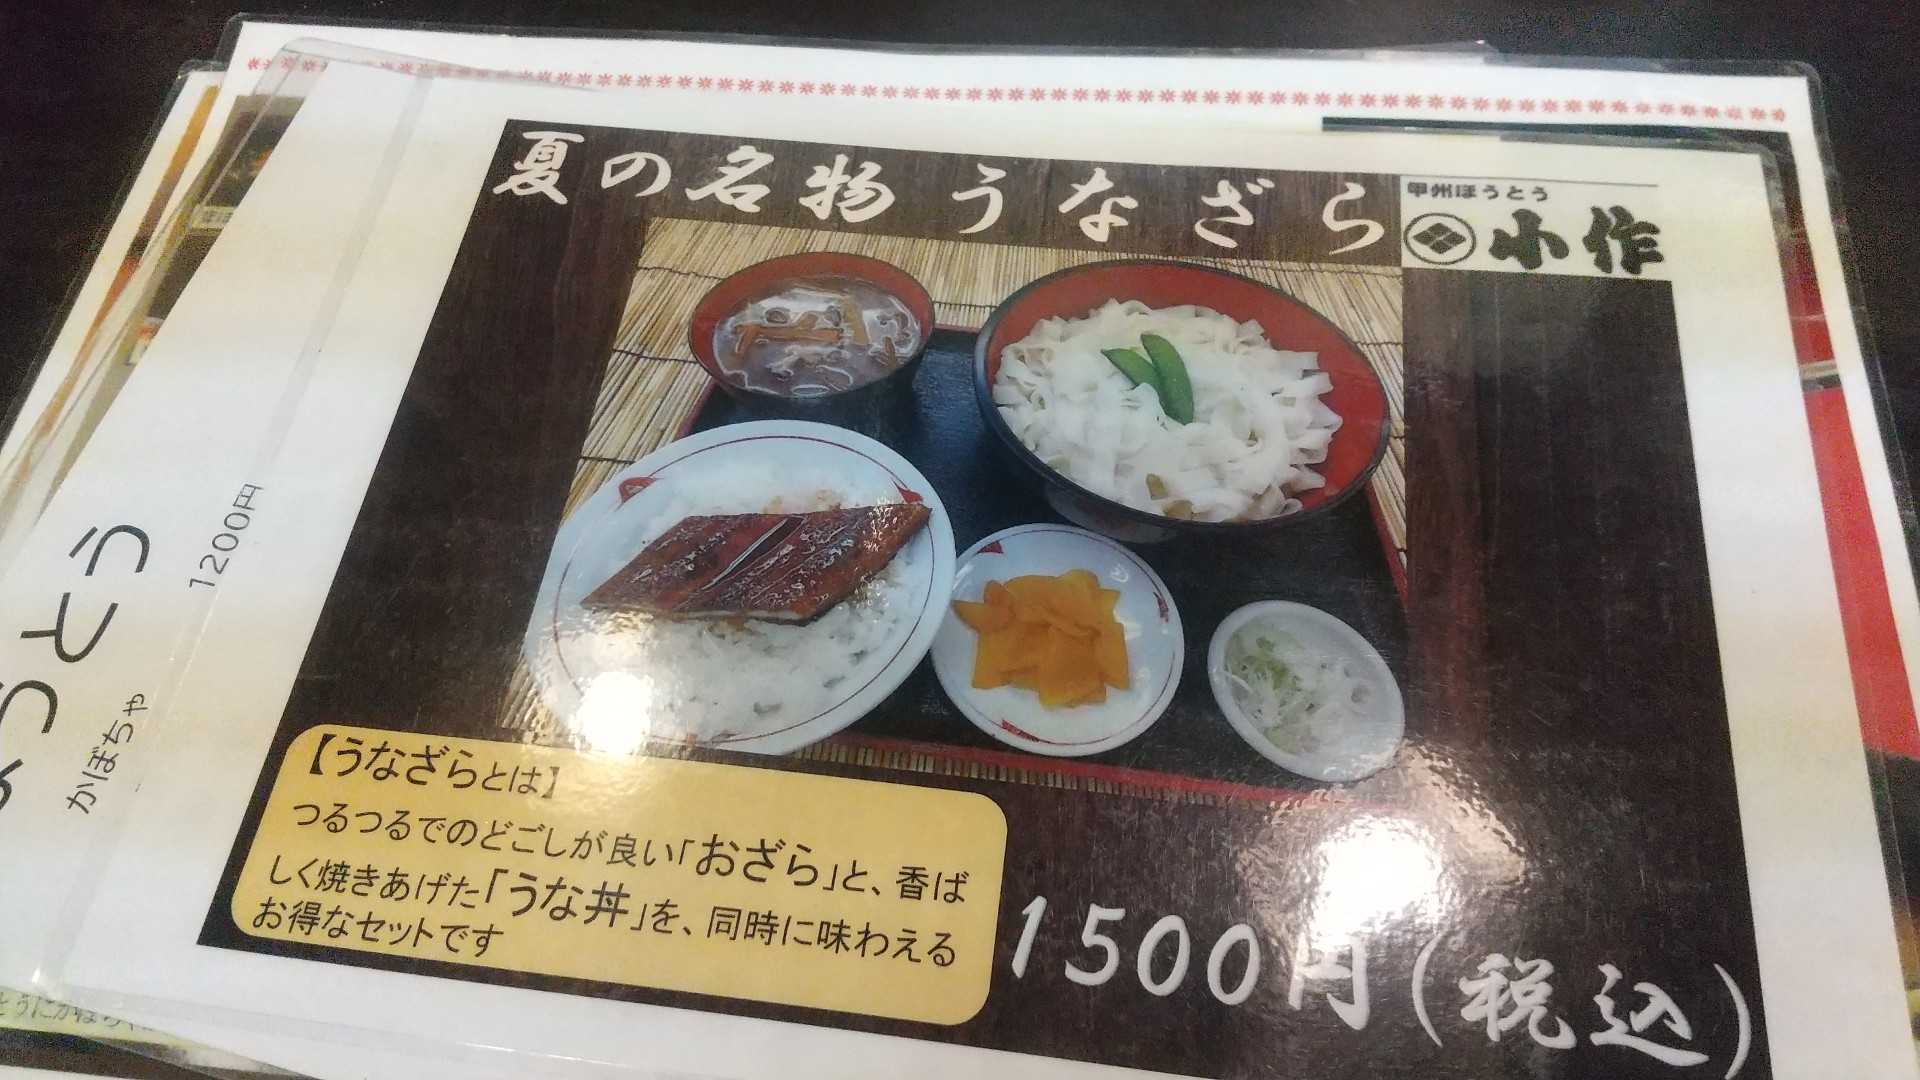 夏の名物うなざら
甲州ほうとう
小作
【うなざらとは】
つるつるでのどごしが良い「おざら」と、香ば
しく焼きあげた「うな丼」を、同時に味わえる
お得なセットです
1500円(税込)
うとう
1200円
かぼちゃ